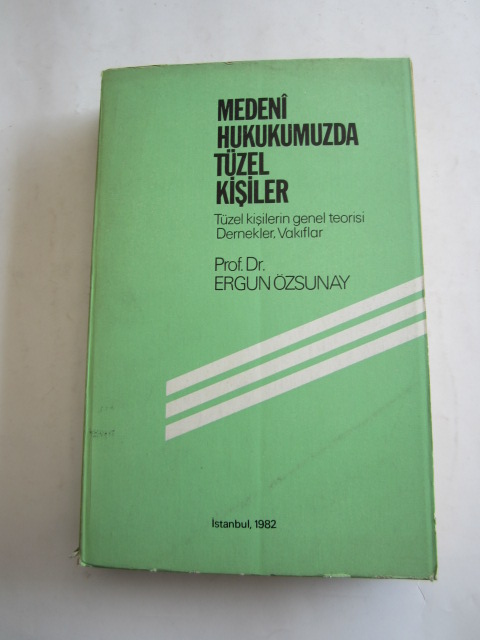 MEDENÎ
HUKUKUMUZDA
TÜZEL
KİŞİLER
Tüzel kişilerin genel teorisi
Dernekler, Vakıflar
Prof. Dr.
ERGUN ÖZSUNAY
İstanbul, 1982